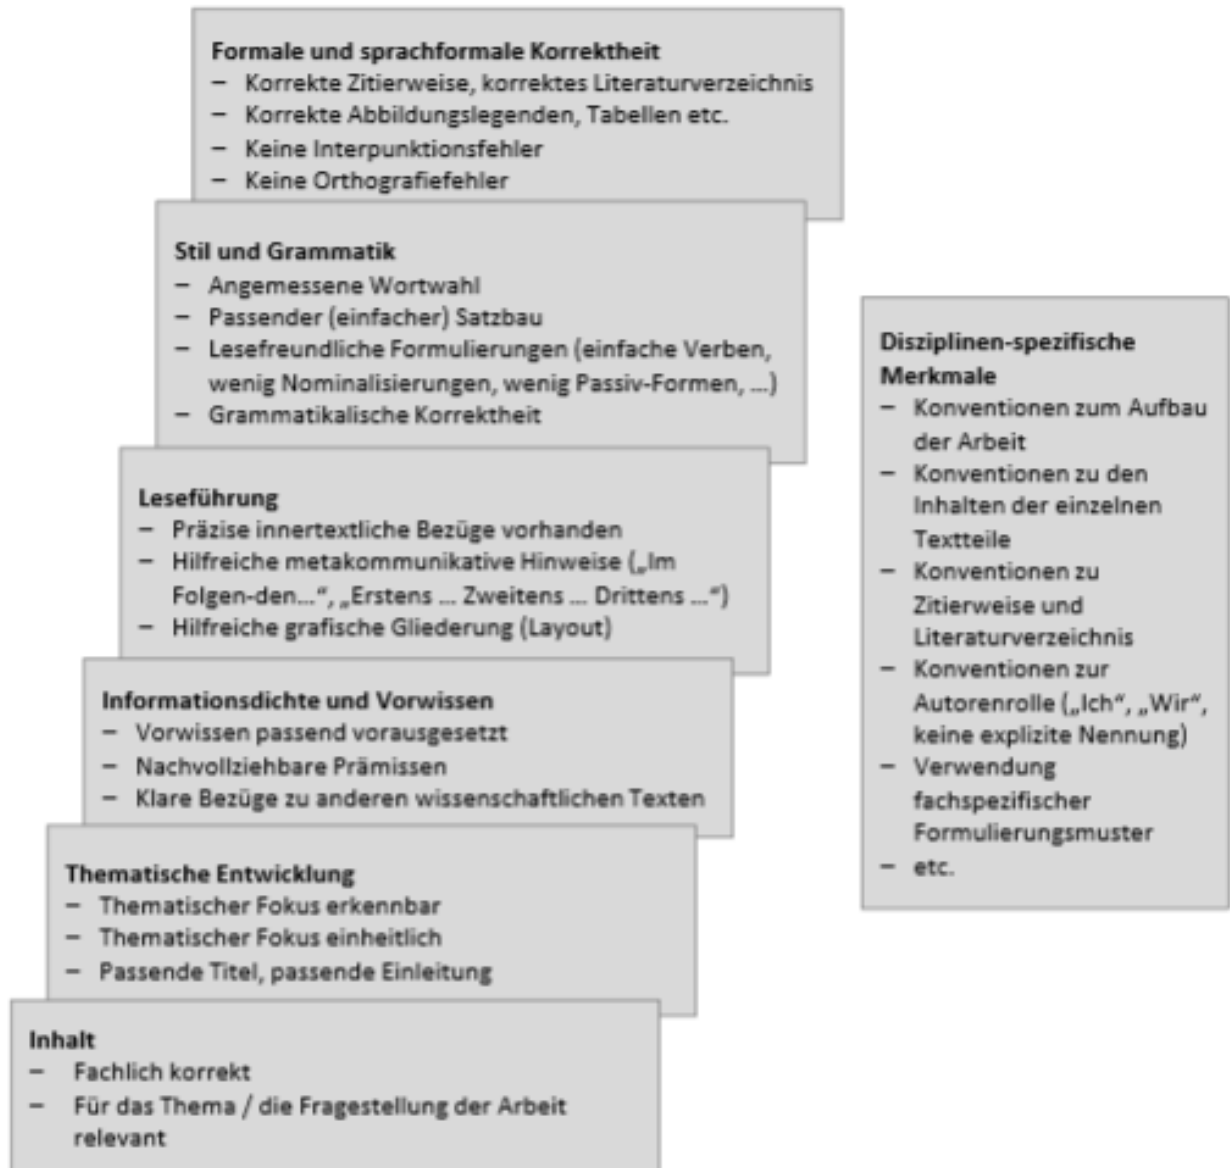 Formale und sprachformale Korrektheit
– Korrekte Zitierweise, korrektes Literaturverzeichnis
– Korrekte Abbildungslegenden, Tabellen etc.
– Keine Interpunktionsfehler
– Keine Orthografiefehler
Stil und Grammatik
– Angemessene Wortwahl
– Passender (einfacher) Satzbau
– Lesefreundliche Formulierungen (einfache Verben,
wenig Nominalisierungen, wenig Passiv-Formen, ...)
– Grammatikalische Korrektheit
Leseführung
– Präzise innertextliche Bezüge vorhanden
– Hilfreiche metakommunikative Hinweise („Im
Folgen-den...“, „Erstens ... Zweitens ... Drittens ...“)
– Hilfreiche grafische Gliederung (Layout)
Informationsdichte und Vorwissen
– Vorwissen passend vorausgesetzt
– Nachvollziehbare Prämissen
– Klare Bezüge zu anderen wissenschaftlichen Texten
Thematische Entwicklung
– Thematischer Fokus erkennbar
– Thematischer Fokus einheitlich
– Passende Titel, passende Einleitung
Inhalt
– Fachlich korrekt
– Für das Thema / die Fragestellung der Arbeit
relevant
Disziplinen-spezifische
Merkmale
– Konventionen zum Aufbau
der Arbeit
– Konventionen zu den
Inhalten der einzelnen
Textteile
– Konventionen zu
Zitierweise und
Literaturverzeichnis
– Konventionen zur
Autorenrolle („Ich“, „Wir“,
keine explizite Nennung)
– Verwendung
fachspezifischer
Formulierungsmuster
– etc.